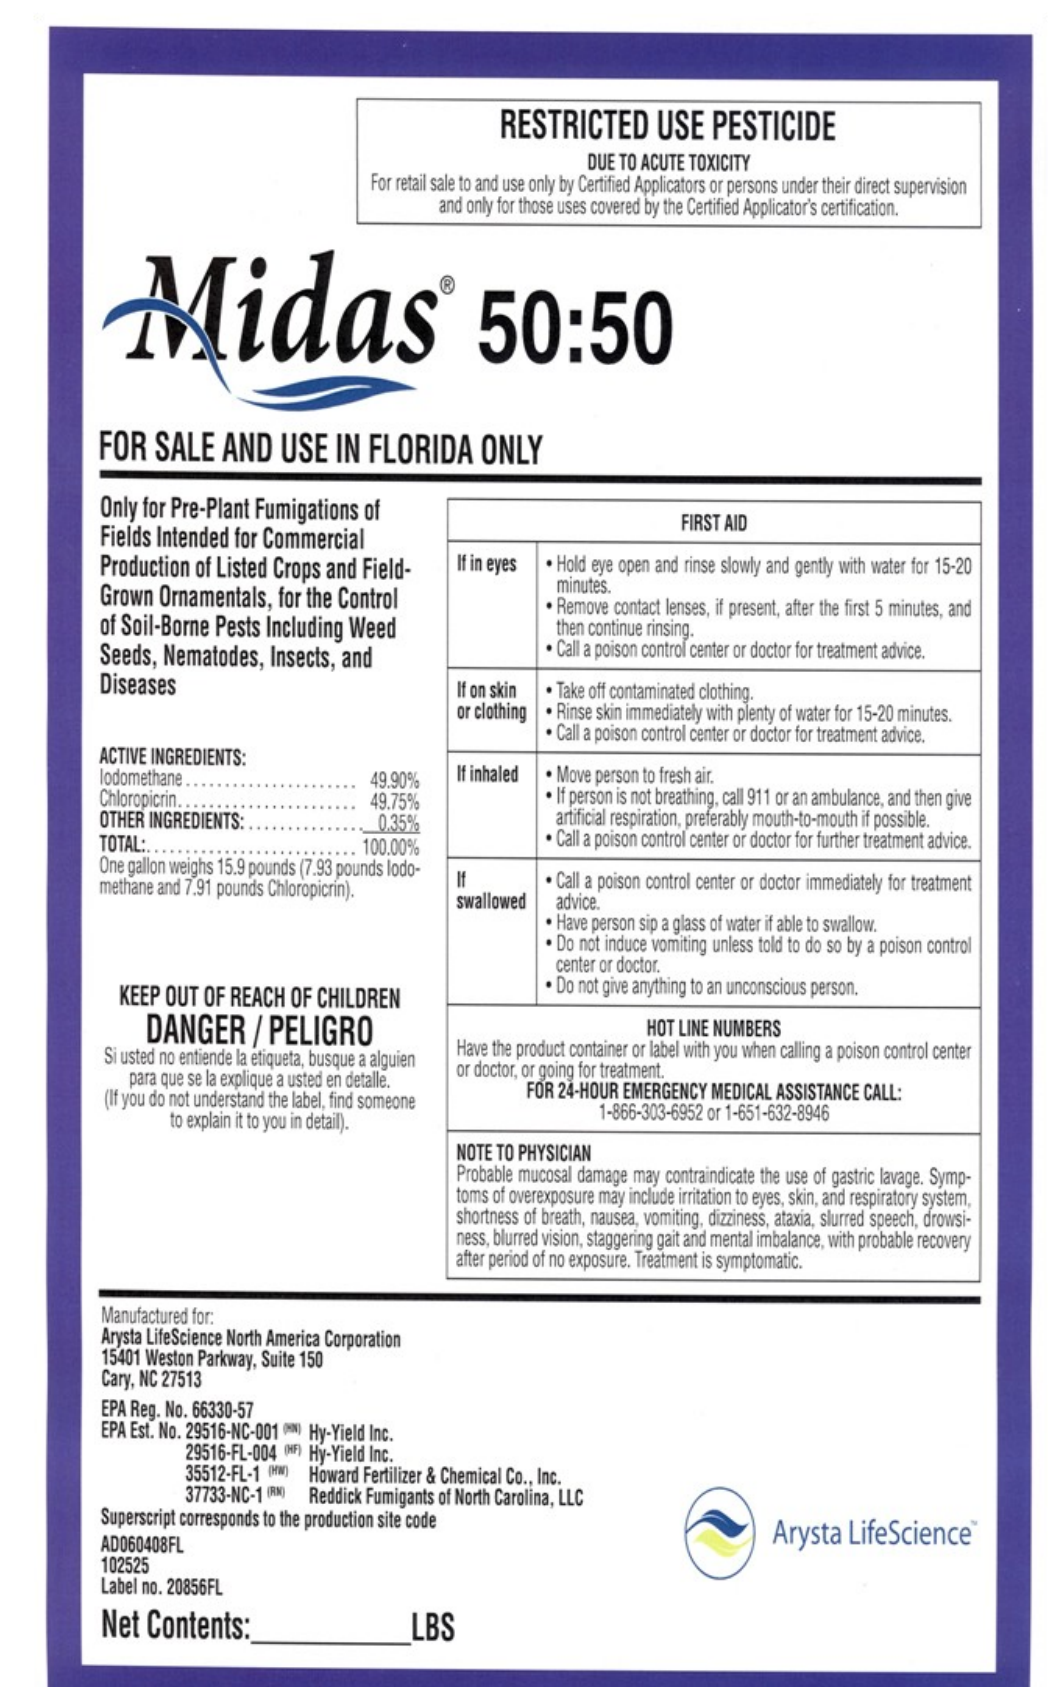 RESTRICTED USE PESTICIDE
DUE TO ACUTE TOXICITY
For retail sale to and use only by Certified Applicators or persons under their direct supervision
and only for those uses covered by the Certified Applicator's certification.
Midas® 50:50
FOR SALE AND USE IN FLORIDA ONLY
Only for Pre-Plant Fumigations of
Fields Intended for Commercial
Production of Listed Crops and Field-
Grown Ornamentals, for the Control
of Soil-Borne Pests Including Weed
Seeds, Nematodes, Insects, and
Diseases
ACTIVE INGREDIENTS:
Iodomethane ........................ 49.90%
Chloropicrin......................... 49.75%
OTHER INGREDIENTS: ................ 0.35%
TOTAL:............................. 100.00%
One gallon weighs 15.9 pounds (7.93 pounds Iodo-
methane and 7.91 pounds Chloropicrin).
KEEP OUT OF REACH OF CHILDREN
DANGER / PELIGRO
Si usted no entiende la etiqueta, busque a alguien
para que se la explique a usted en detalle.
(If you do not understand the label, find someone
to explain it to you in detail).
FIRST AID
If in eyes
• Hold eye open and rinse slowly and gently with water for 15-20
minutes.
• Remove contact lenses, if present, after the first 5 minutes, and
then continue rinsing.
• Call a poison control center or doctor for treatment advice.
If on skin
or clothing
• Take off contaminated clothing.
• Rinse skin immediately with plenty of water for 15-20 minutes.
• Call a poison control center or doctor for treatment advice.
If inhaled
• Move person to fresh air.
• If person is not breathing, call 911 or an ambulance, and then give
artificial respiration, preferably mouth-to-mouth if possible.
• Call a poison control center or doctor for further treatment advice.
If
swallowed
• Call a poison control center or doctor immediately for treatment
advice.
• Have person sip a glass of water if able to swallow.
• Do not induce vomiting unless told to do so by a poison control
center or doctor.
• Do not give anything to an unconscious person.
HOT LINE NUMBERS
Have the product container or label with you when calling a poison control center
or doctor, or going for treatment.
FOR 24-HOUR EMERGENCY MEDICAL ASSISTANCE CALL:
1-866-303-6952 or 1-651-632-8946
NOTE TO PHYSICIAN
Probable mucosal damage may contraindicate the use of gastric lavage. Symp-
toms of overexposure may include irritation to eyes, skin, and respiratory system,
shortness of breath, nausea, vomiting, dizziness, ataxia, slurred speech, drowsi-
ness, blurred vision, staggering gait and mental imbalance, with probable recovery
after period of no exposure. Treatment is symptomatic.
Manufactured for:
Arysta LifeScience North America Corporation
15401 Weston Parkway, Suite 150
Cary, NC 27513
EPA Reg. No. 66330-57
EPA Est. No. 29516-NC-001 (HN) Hy-Yield Inc.
29516-FL-004 (HF) Hy-Yield Inc.
35512-FL-1 (HW) Howard Fertilizer & Chemical Co., Inc.
37733-NC-1 (RN) Reddick Fumigants of North Carolina, LLC
Superscript corresponds to the production site code
AD060408FL
102525
Label no. 20856FL
Net Contents:__________LBS
Arysta LifeScience™